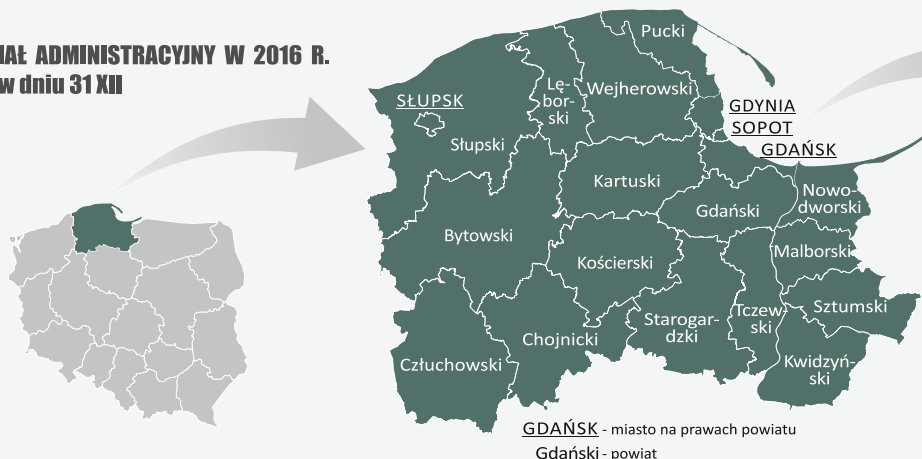 IAŁ ADMINISTRACYJNY W 2016 R.
w dniu 31 XII
Pucki
Lę-
bor-
ski
Wejherowski
SŁUPSK
GDYNIA
SOPOT
GDAŃSK
Słupski
Kartuski
Nowo-
dworski
Gdański
Bytowski
Malborski
Kościerski
Sztumski
Tczew-
ski
Starogar-
dzki
Chojnicki
Człuchowski
Kwidzyń-
ski
GDAŃSK - miasto na prawach powiatu
Gdański - powiat